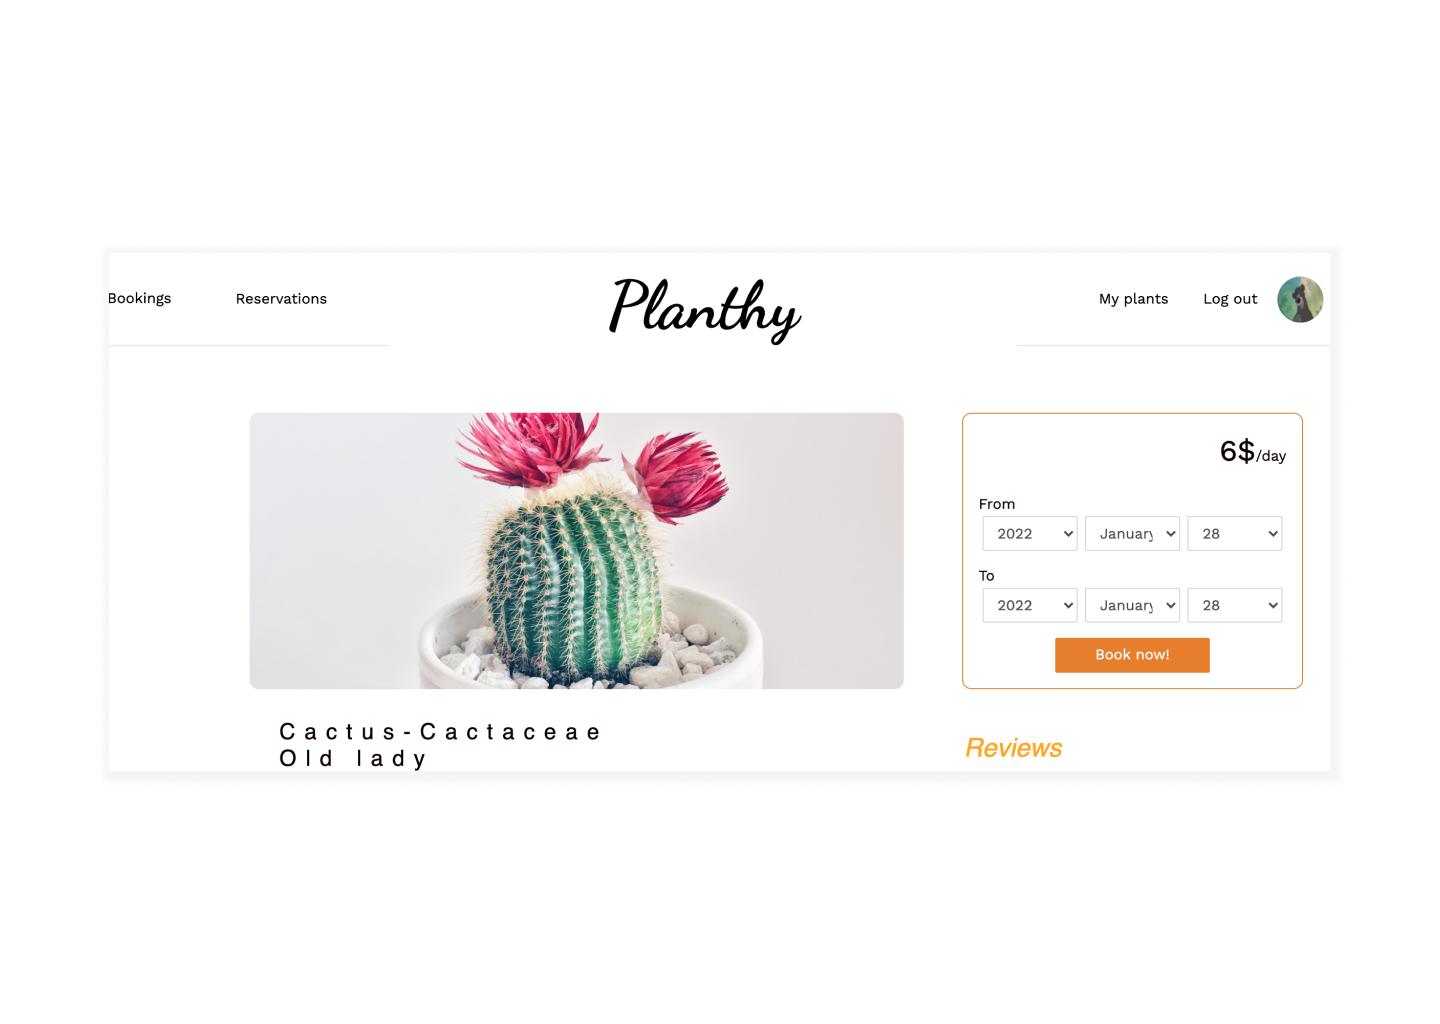 Bookings Reservations Planthy My plants Log out
6$/day
From
2022 January 28
To
2022 January 28
Book now!
Cactus-Cactaceae
Old lady
Reviews